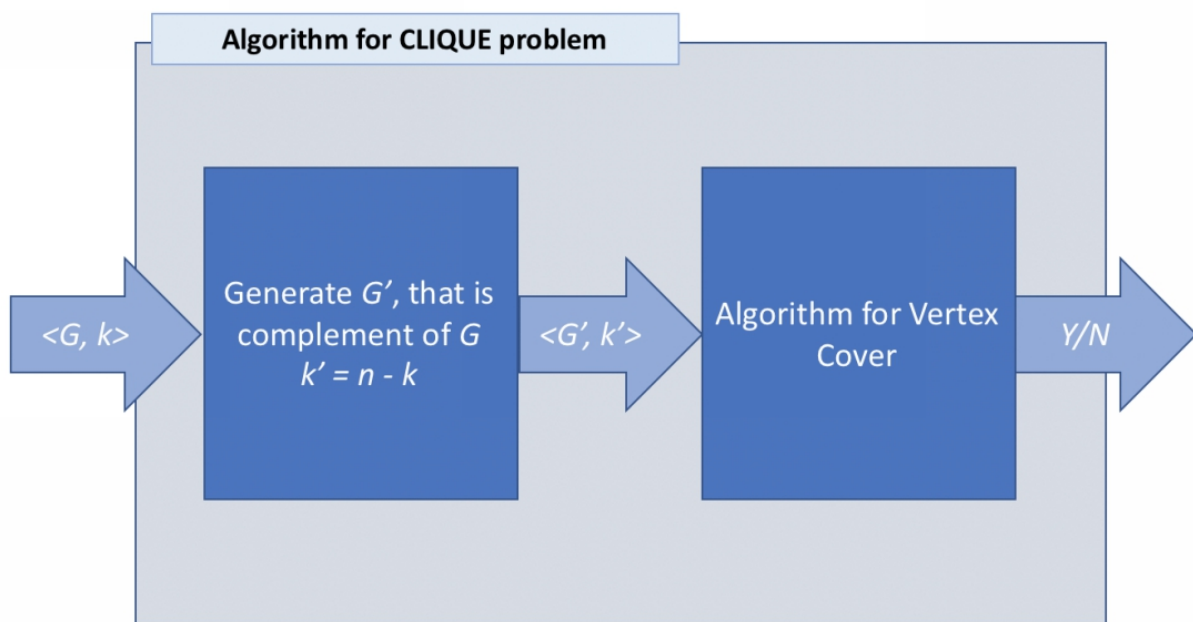 Algorithm for CLIQUE problem
<G, k>
Generate G’, that is
complement of G
k’ = n - k
<G’, k’>
Algorithm for Vertex
Cover
Y/N